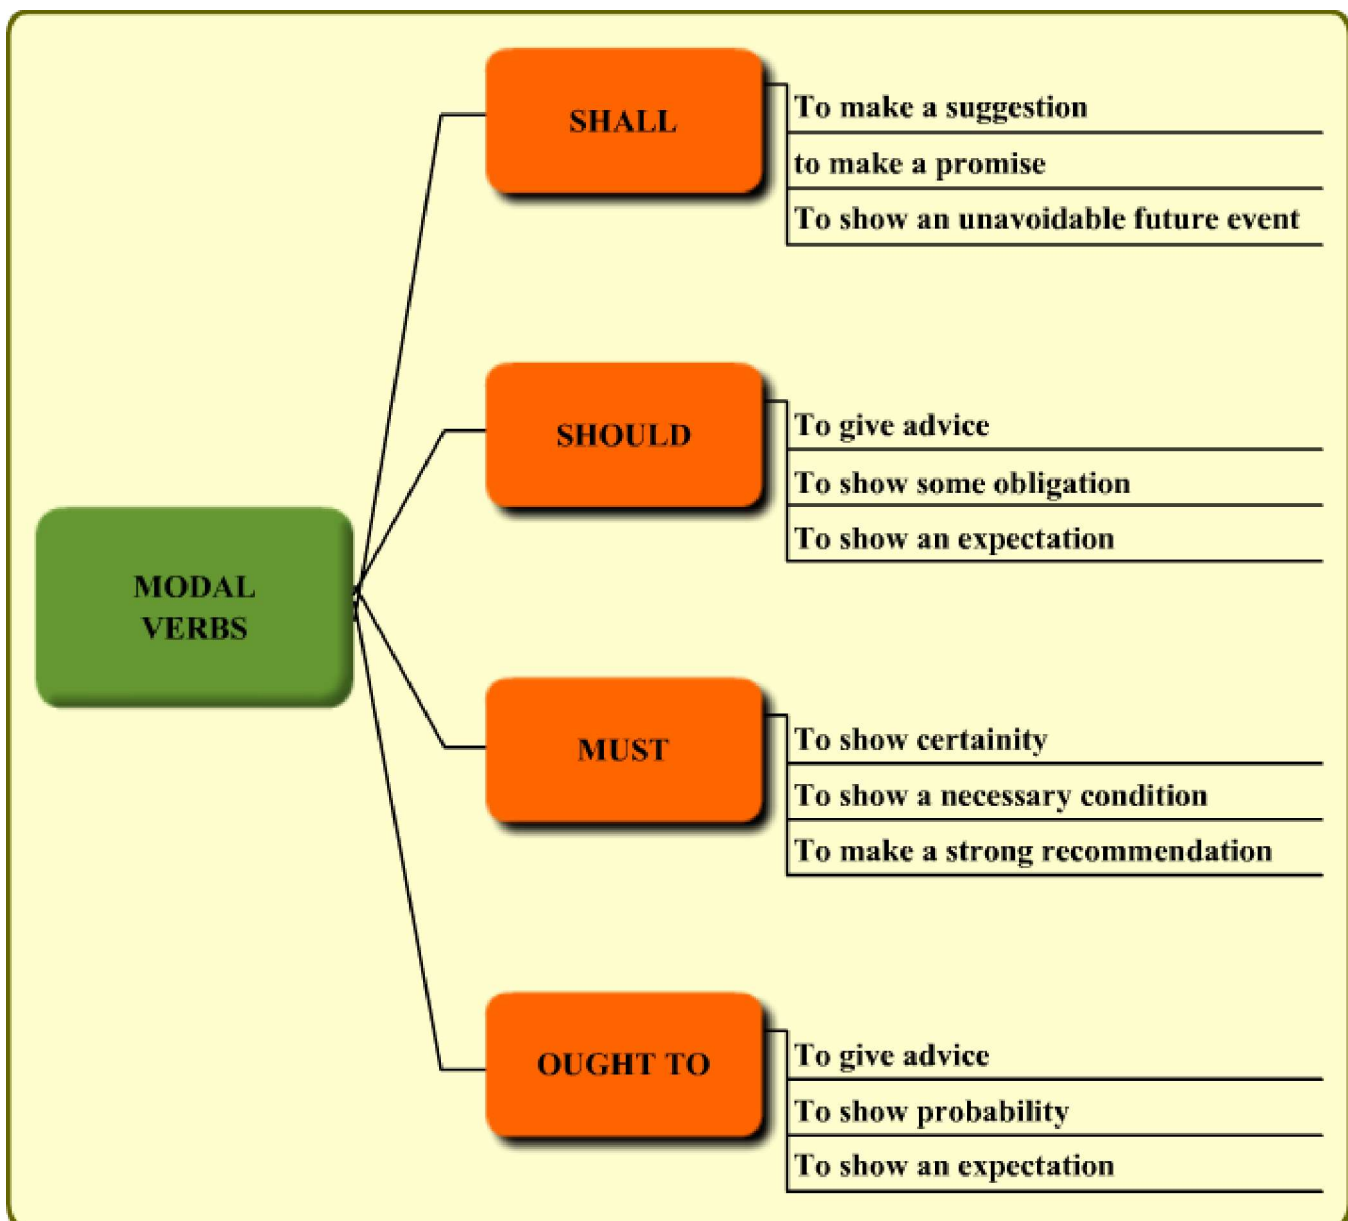 MODAL
VERBS
SHALL
To make a suggestion
to make a promise
To show an unavoidable future event
SHOULD
To give advice
To show some obligation
To show an expectation
MUST
To show certainity
To show a necessary condition
To make a strong recommendation
OUGHT TO
To give advice
To show probability
To show an expectation